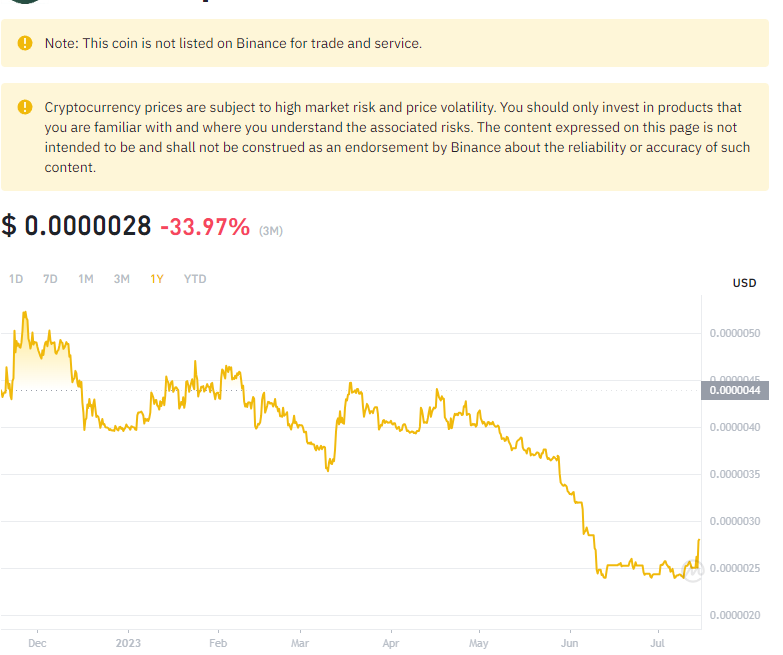 Note: This coin is not listed on Binance for trade and service.
Cryptocurrency prices are subject to high market risk and price volatility. You should only invest in products that
you are familiar with and where you understand the associated risks. The content expressed on this page is not
intended to be and shall not be construed as an endorsement by Binance about the reliability or accuracy of such
content.
$ 0.0000028 -33.97% (3M)
1D 7D 1M 3M 1Y YTD
USD
0.0000050
0.0000045
0.0000044
0.0000040
0.0000035
0.0000030
0.0000025
0.0000020
Dec 2023 Feb Mar Apr May Jun Jul